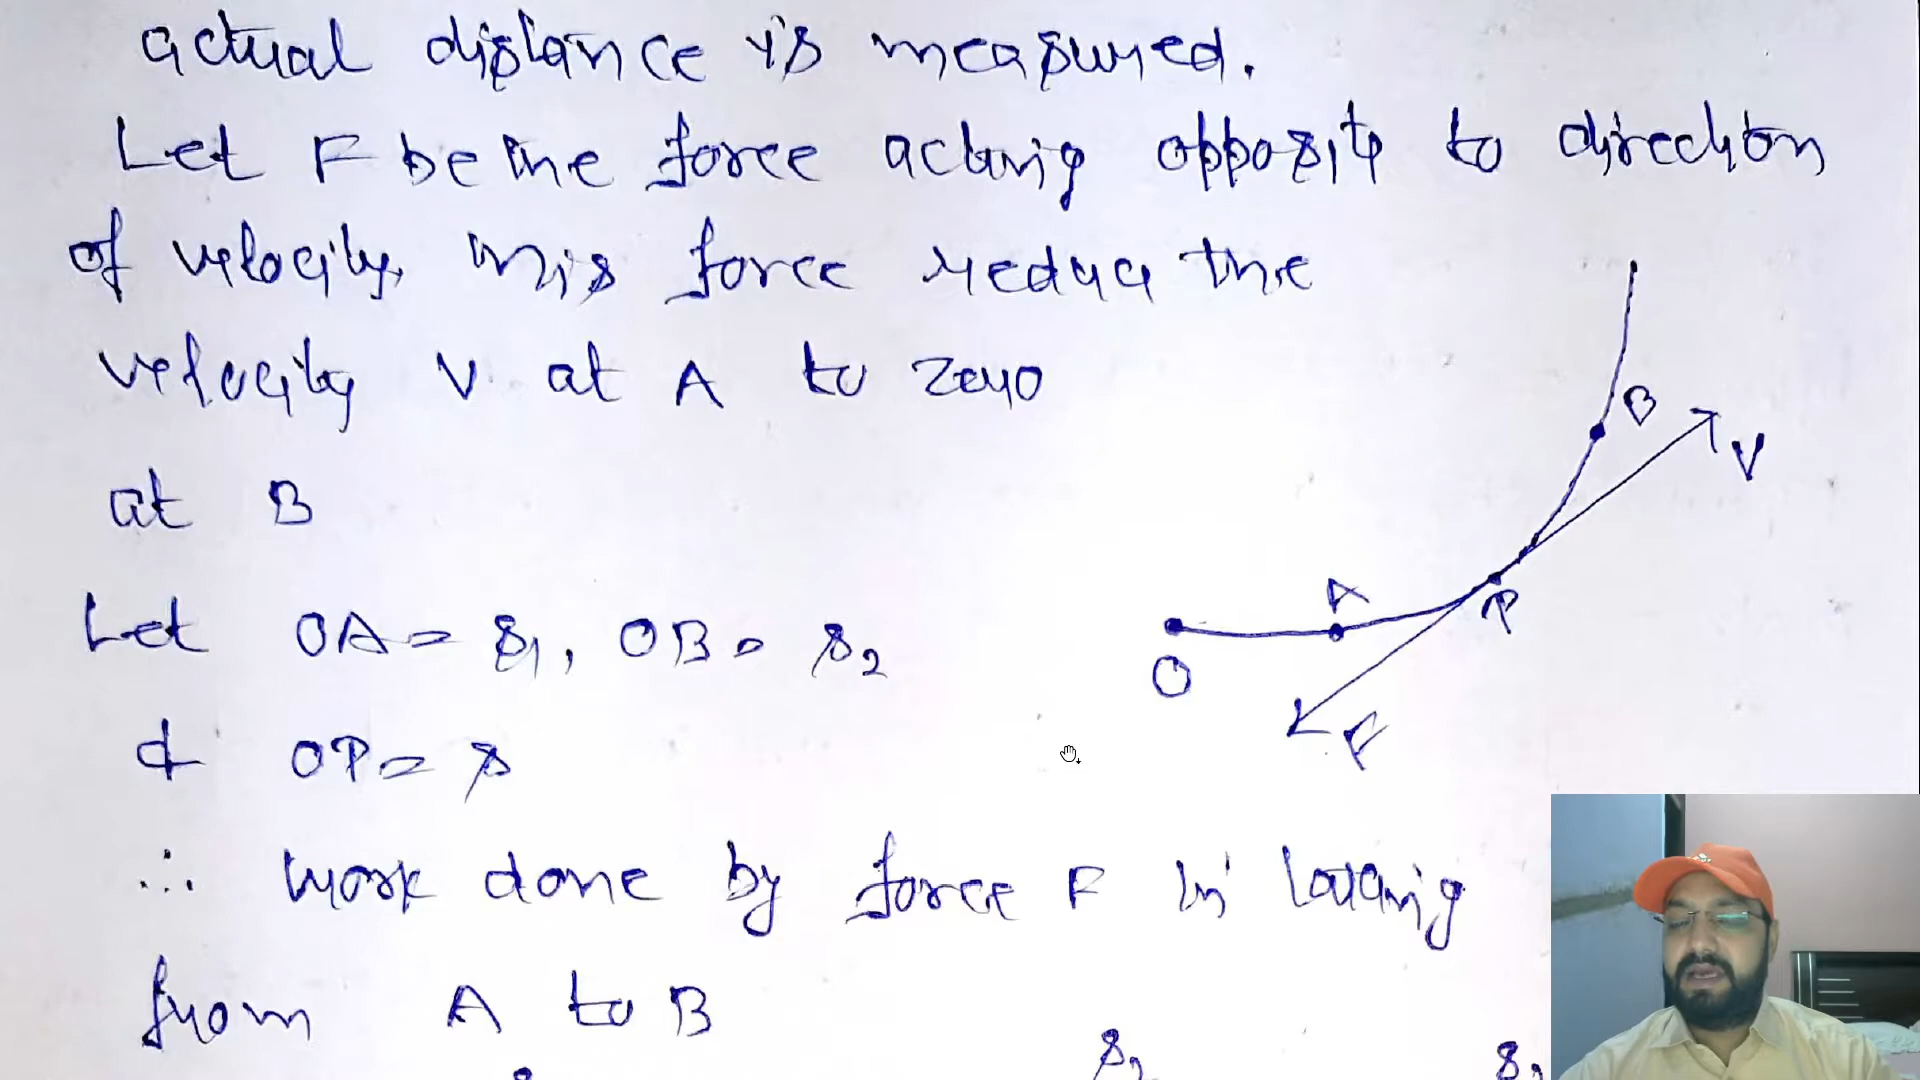 actual distance is measured.
Let F be the force acting opposite to direction
of velocity, this force reduce the
velocity V at A to zero
at B
Let OA = s₁, OB = s₂
& OP = s
∴ work done by force F in
from A to B
s₂
B
V
A
P
O
F